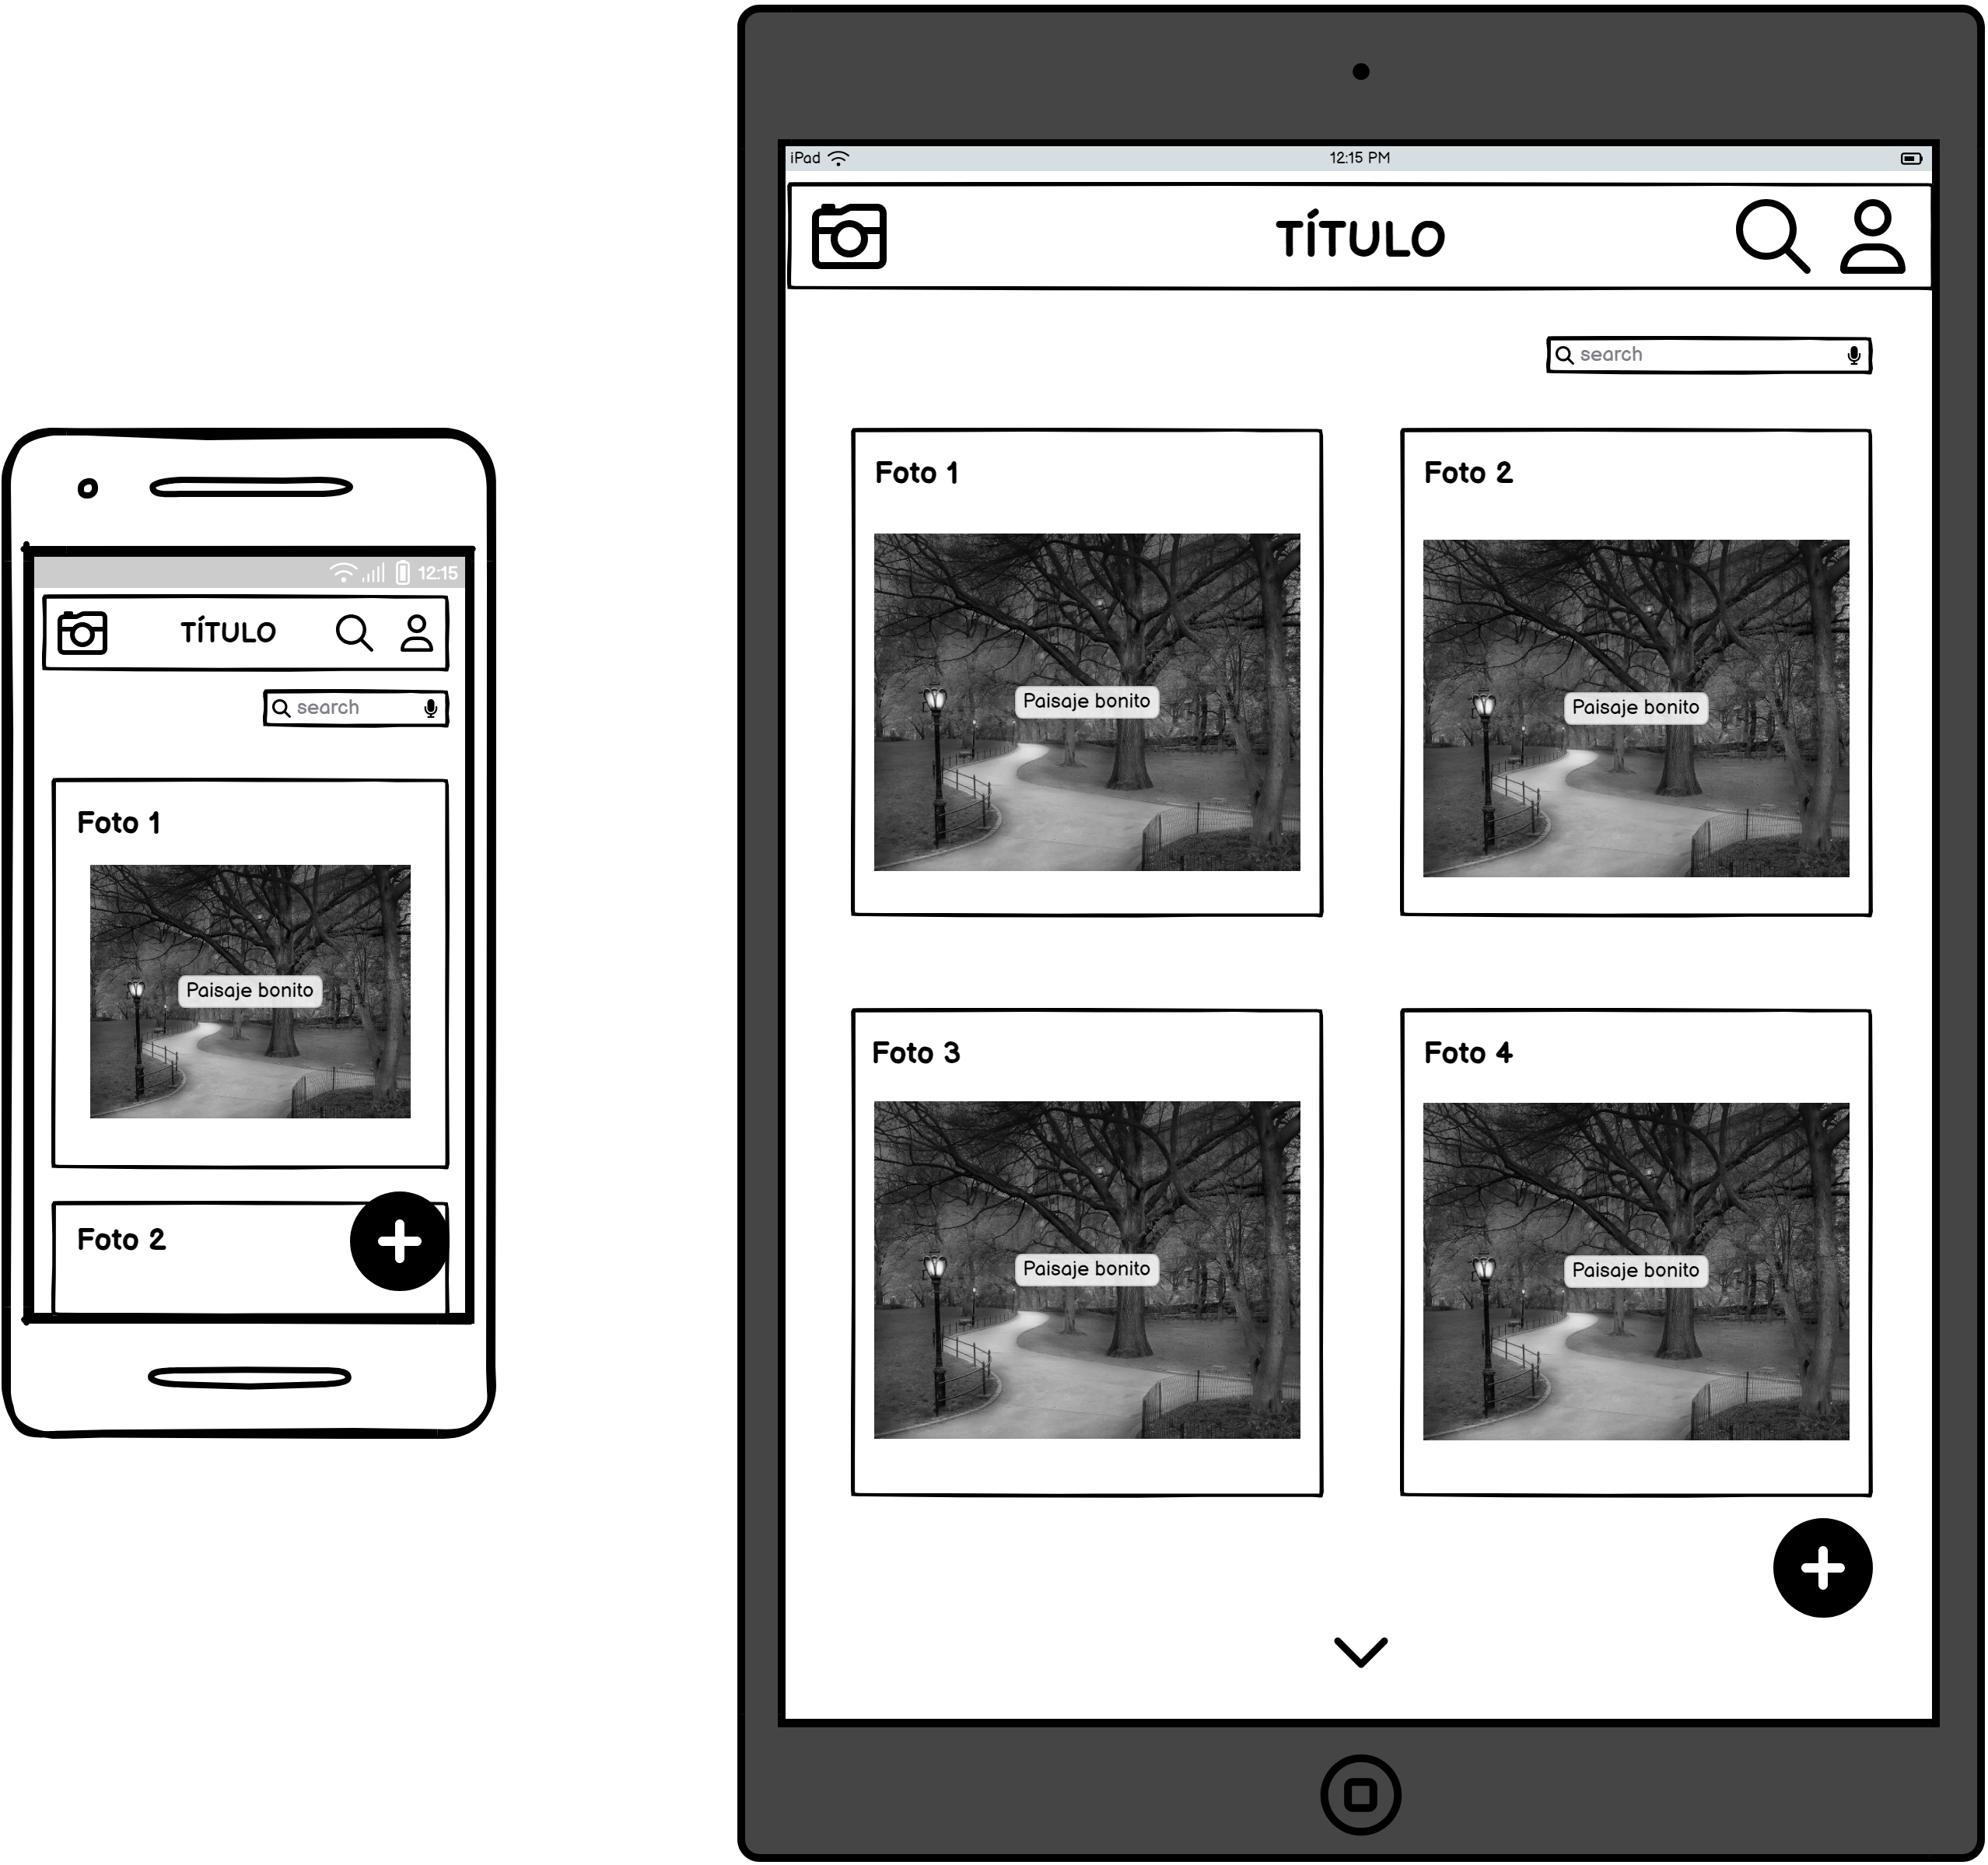 12:15
TÍTULO
search
Foto 1
Paisaje bonito
Foto 2
iPad
12:15 PM
TÍTULO
search
Foto 1
Foto 2
Paisaje bonito
Paisaje bonito
Foto 3
Foto 4
Paisaje bonito
Paisaje bonito